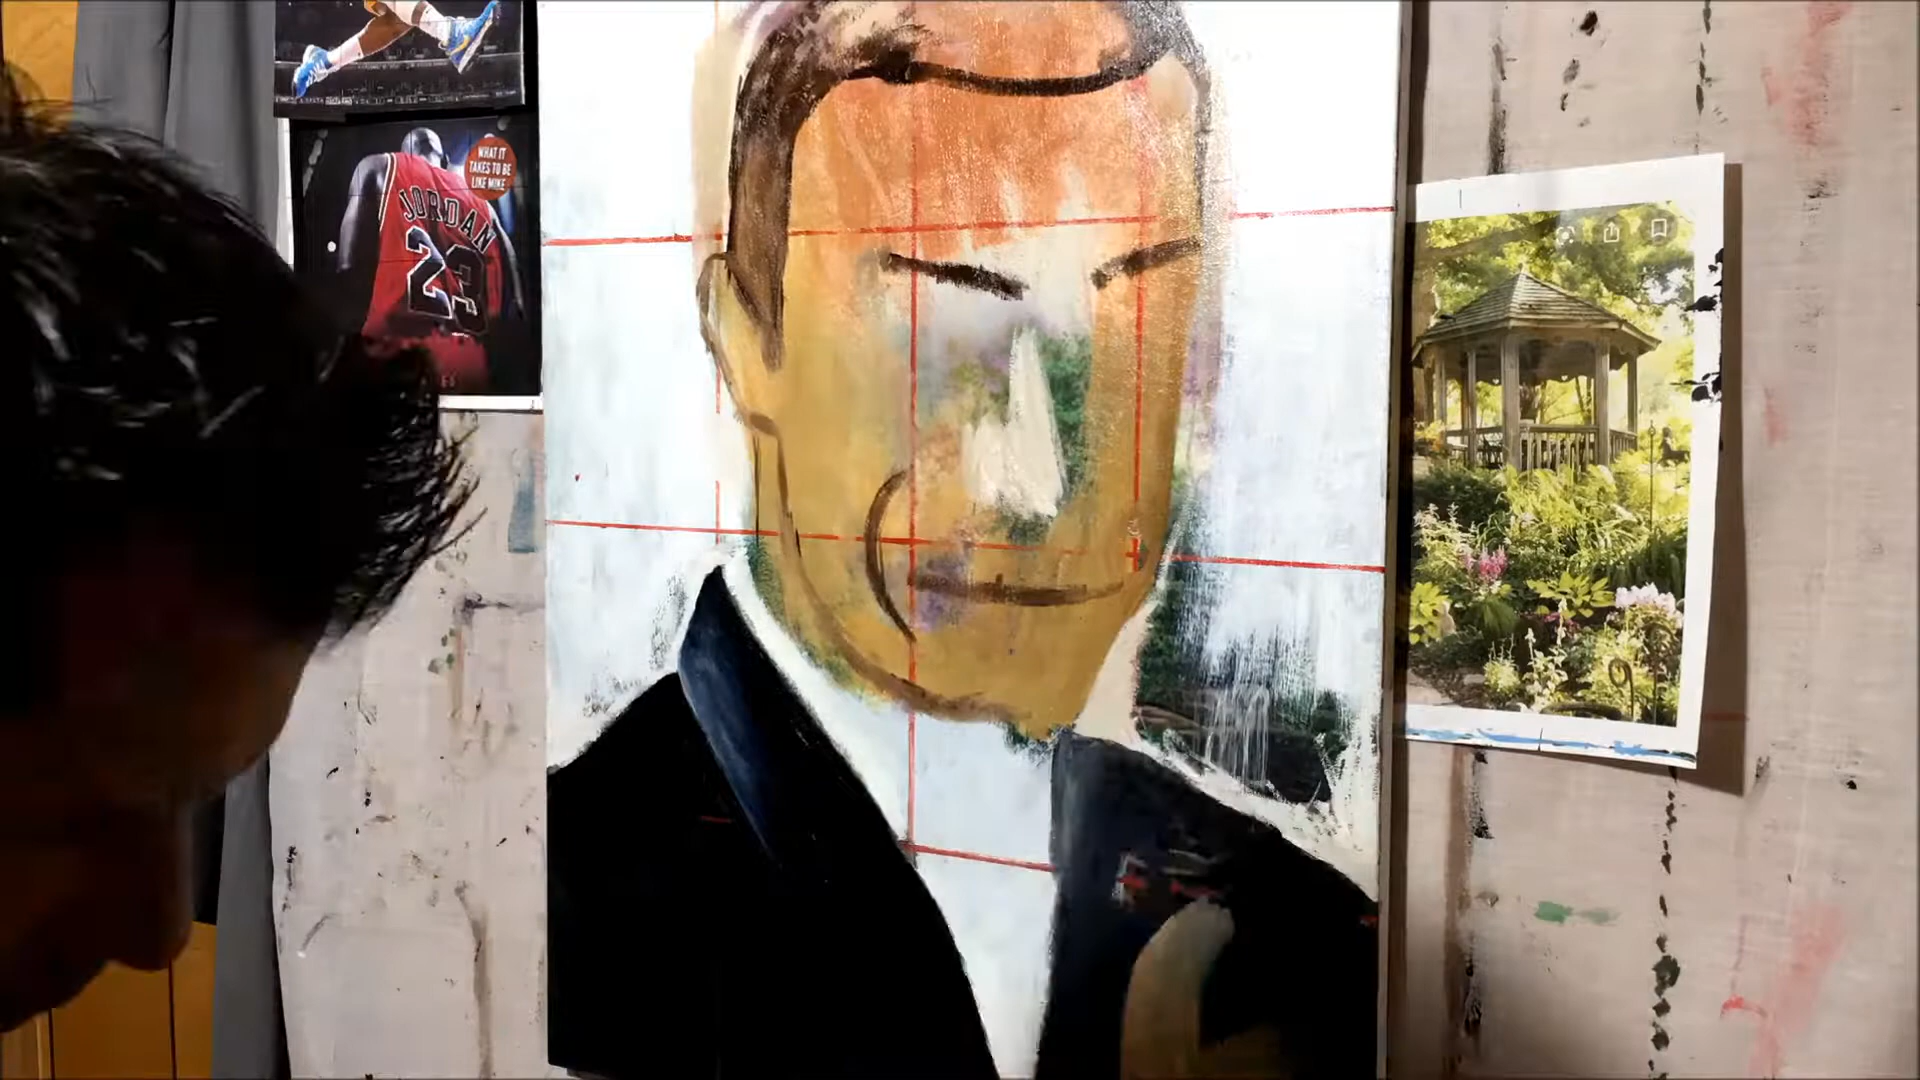 WHAT IT
TAKES TO BE
LIKE MIKE
JORDAN
23